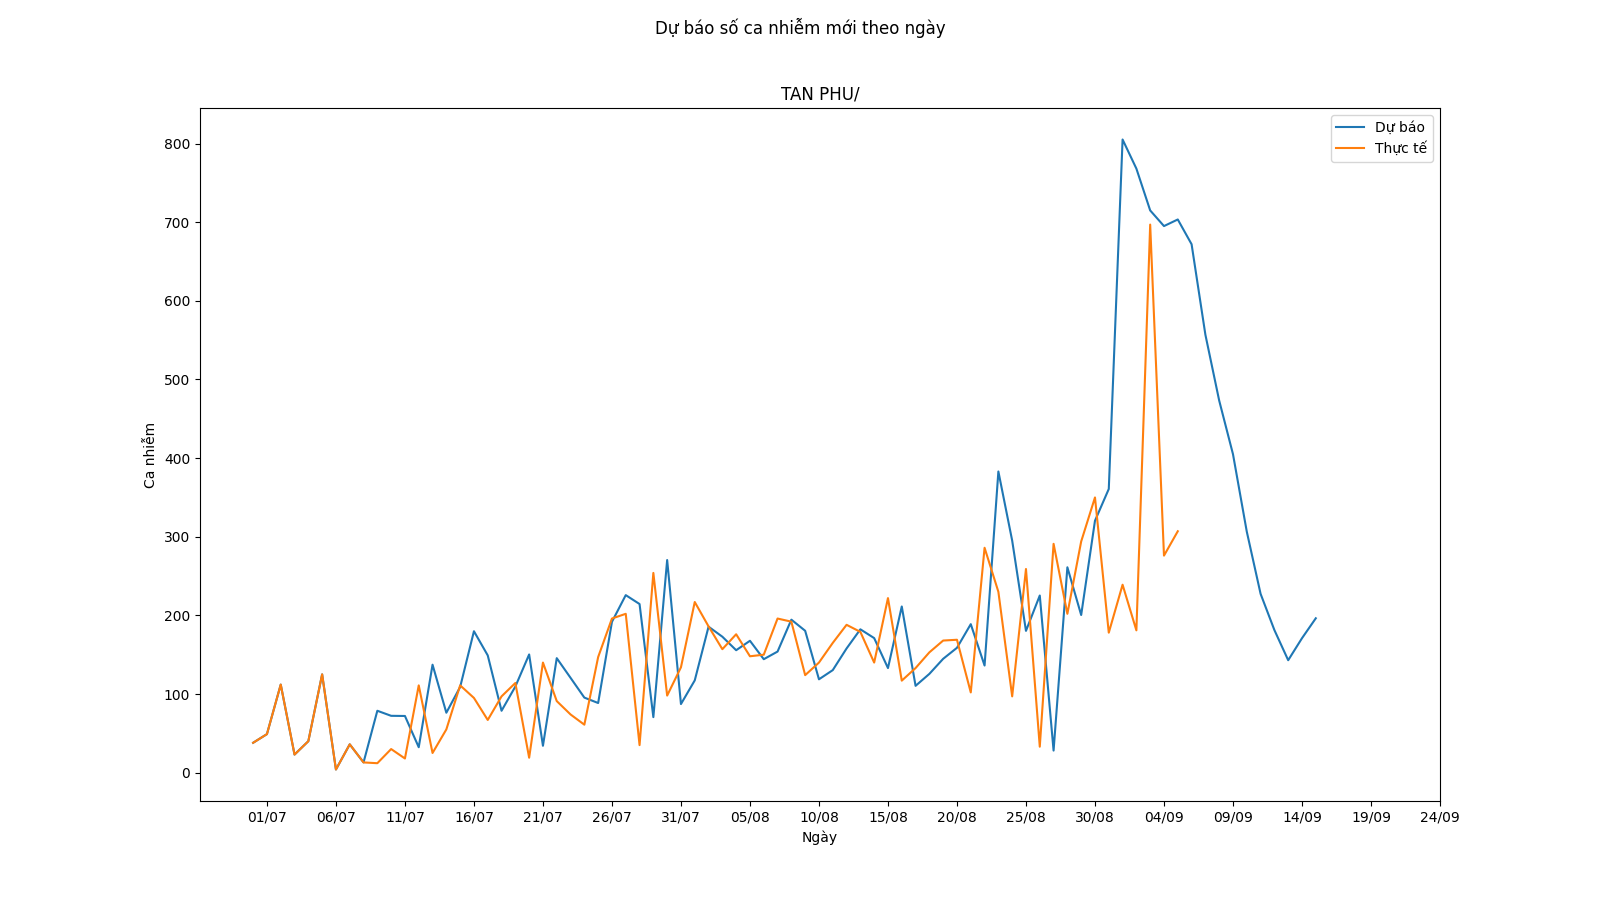 Dự báo số ca nhiễm mới theo ngày
TAN PHU/
Dự báo
Thực tế
800
700
600
500
400
300
200
100
0
Ca nhiễm
01/07 06/07 11/07 16/07 21/07 26/07 31/07 05/08 10/08 15/08 20/08 25/08 30/08 04/09 09/09 14/09 19/09 24/09
Ngày